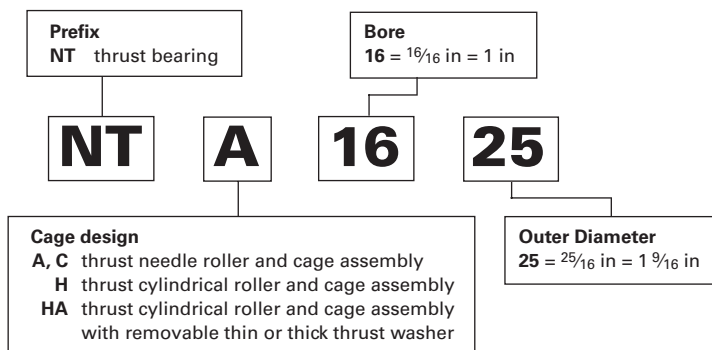 Prefix
NT thrust bearing
Bore
16 = 16/16 in = 1 in
NT A 16 25
Cage design
A, C thrust needle roller and cage assembly
H thrust cylindrical roller and cage assembly
HA thrust cylindrical roller and cage assembly
with removable thin or thick thrust washer
Outer Diameter
25 = 25/16 in = 1 9/16 in